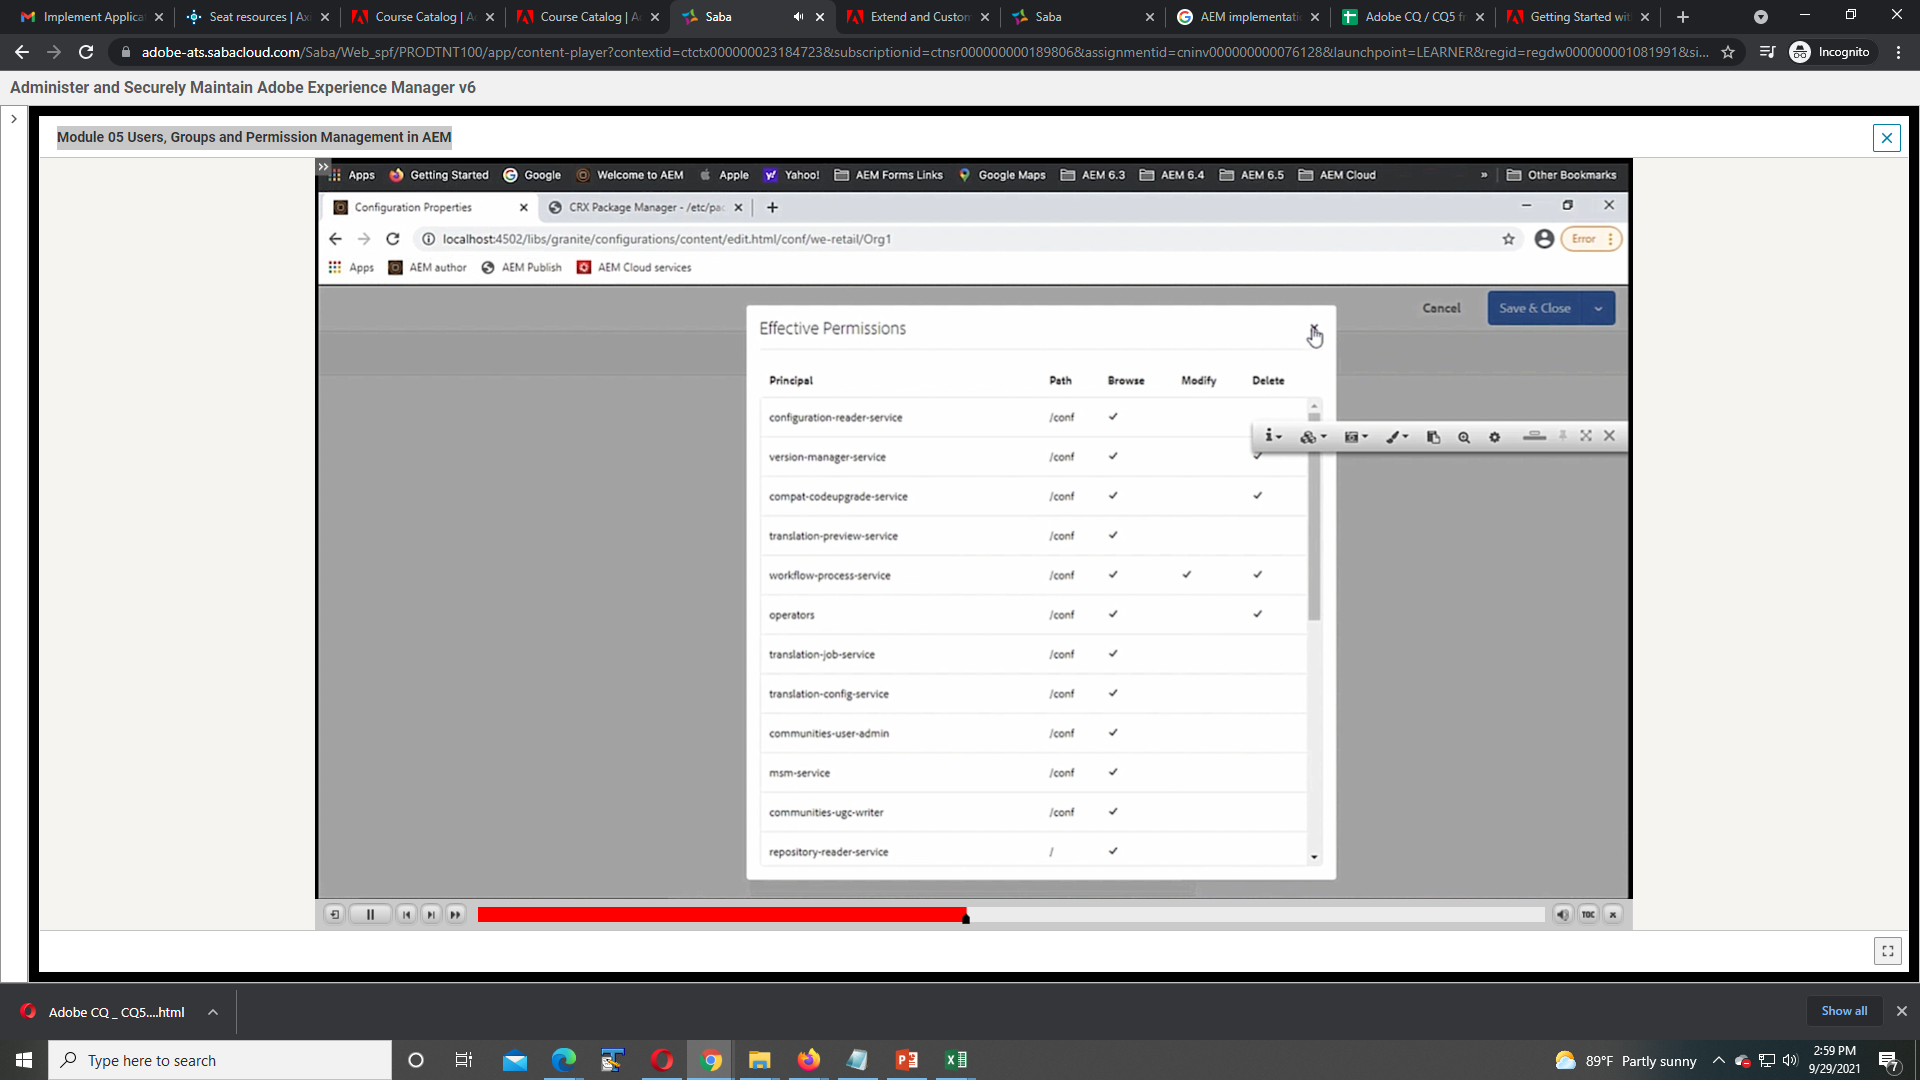 Implement Applica
Seat resources | Ax
Course Catalog | A
Course Catalog | A
Saba
Extend and Custom
Saba
AEM implementati
Adobe CQ / CQ5 fr
Getting Started wit
adobe-ats.sabacloud.com/Saba/Web_spf/PRODTNT100/app/content-player?contextid=ctctx000000023184723&subscriptionid=ctnsr0000000000189806&assignmentid=cninv000000000076128&launchpoint=LEARNER&regid=regdw000000001081991&si...
Incognito
Administer and Securely Maintain Adobe Experience Manager v6
Module 05 Users, Groups and Permission Management in AEM
Apps
Getting Started
Google
Welcome to AEM
Apple
Yahoo!
AEM Forms Links
Google Maps
AEM 6.3
AEM 6.4
AEM 6.5
AEM Cloud
»
Other Bookmarks
Configuration Properties
CRX Package Manager - /etc/pac
localhost:4502/libs/granite/configurations/content/edit.html/conf/we-retail/Org1
Error
Apps
AEM author
AEM Publish
AEM Cloud services
Cancel
Save & Close
Effective Permissions
Principal Path Browse Modify Delete
configuration-reader-service /conf ✓
version-manager-service /conf ✓ ✓
compat-codeupgrade-service /conf ✓ ✓
translation-preview-service /conf ✓
workflow-process-service /conf ✓ ✓ ✓
operators /conf ✓ ✓
translation-job-service /conf ✓
translation-config-service /conf ✓
communities-user-admin /conf ✓
msm-service /conf ✓
communities-ugc-writer /conf ✓
repository-reader-service / ✓
TOC
Adobe CQ _ CQ5....html
Show all
Type here to search
89°F Partly sunny
2:59 PM
9/29/2021
7